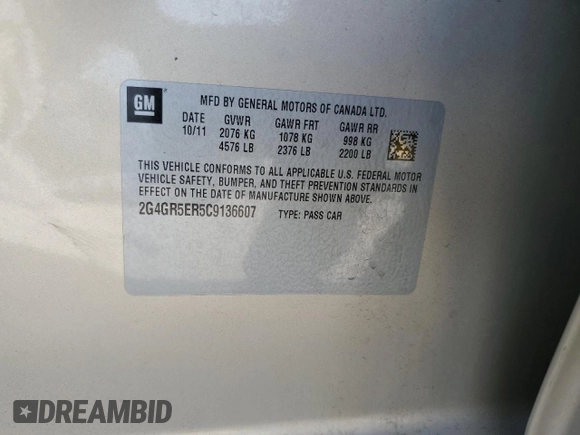 GM
MFD BY GENERAL MOTORS OF CANADA LTD.
DATE GVWR GAWR FRT GAWR RR
10/11 2076 KG 1078 KG 998 KG
4576 LB 2376 LB 2200 LB
THIS VEHICLE CONFORMS TO ALL APPLICABLE U.S. FEDERAL MOTOR
VEHICLE SAFETY, BUMPER, AND THEFT PREVENTION STANDARDS IN
EFFECT ON THE DATE OF MANUFACTURE SHOWN ABOVE.
2G4GR5ER5C9136607 TYPE: PASS CAR
DREAMBID